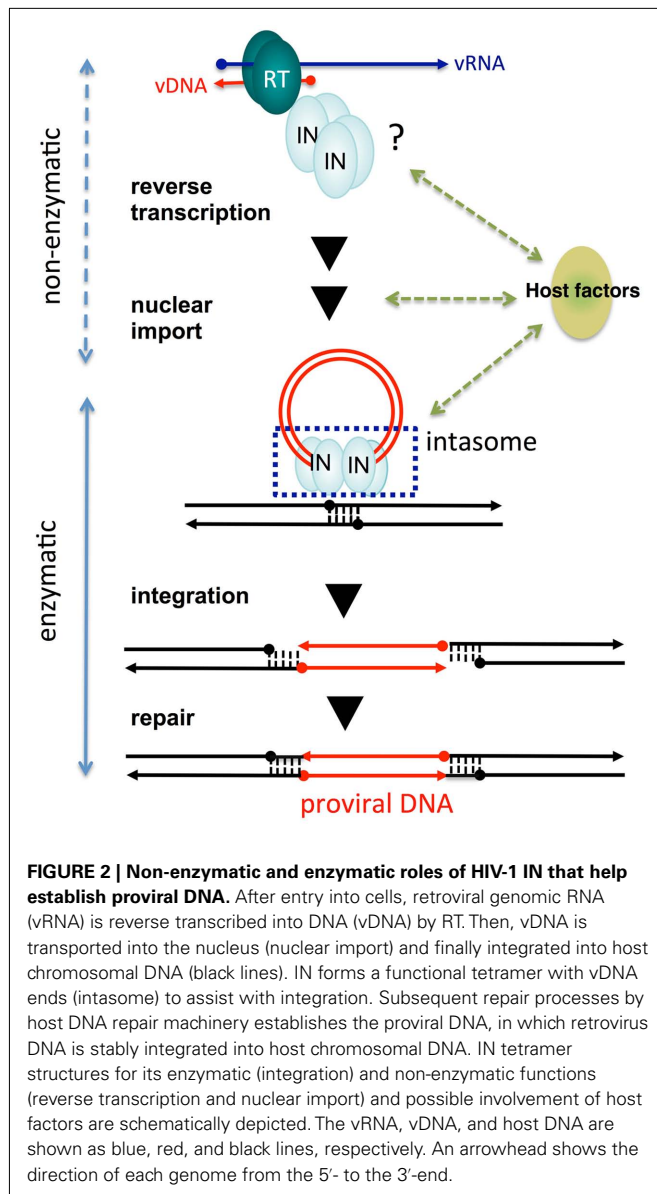 vRNA
RT
vDNA
IN
IN
?
reverse
transcription
non-enzymatic
Host factors
nuclear
import
intasome
IN
IN
enzymatic
integration
repair
proviral DNA
FIGURE 2 | Non-enzymatic and enzymatic roles of HIV-1 IN that help
establish proviral DNA. After entry into cells, retroviral genomic RNA
(vRNA) is reverse transcribed into DNA (vDNA) by RT. Then, vDNA is
transported into the nucleus (nuclear import) and finally integrated into host
chromosomal DNA (black lines). IN forms a functional tetramer with vDNA
ends (intasome) to assist with integration. Subsequent repair processes by
host DNA repair machinery establishes the proviral DNA, in which retrovirus
DNA is stably integrated into host chromosomal DNA. IN tetramer
structures for its enzymatic (integration) and non-enzymatic functions
(reverse transcription and nuclear import) and possible involvement of host
factors are schematically depicted. The vRNA, vDNA, and host DNA are
shown as blue, red, and black lines, respectively. An arrowhead shows the
direction of each genome from the 5′- to the 3′-end.